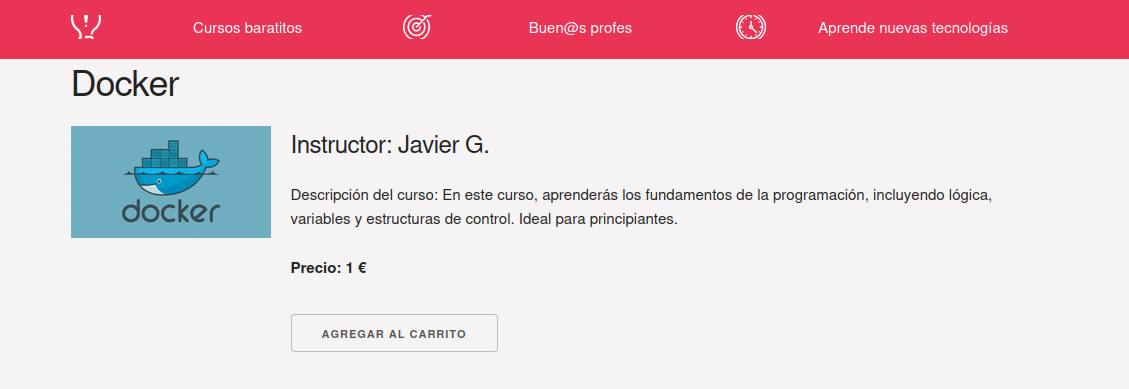 Cursos baratitos
Buen@s profes
Aprende nuevas tecnologías
Docker
docker
Instructor: Javier G.
Descripción del curso: En este curso, aprenderás los fundamentos de la programación, incluyendo lógica,
variables y estructuras de control. Ideal para principiantes.
Precio: 1 €
AGREGAR AL CARRITO